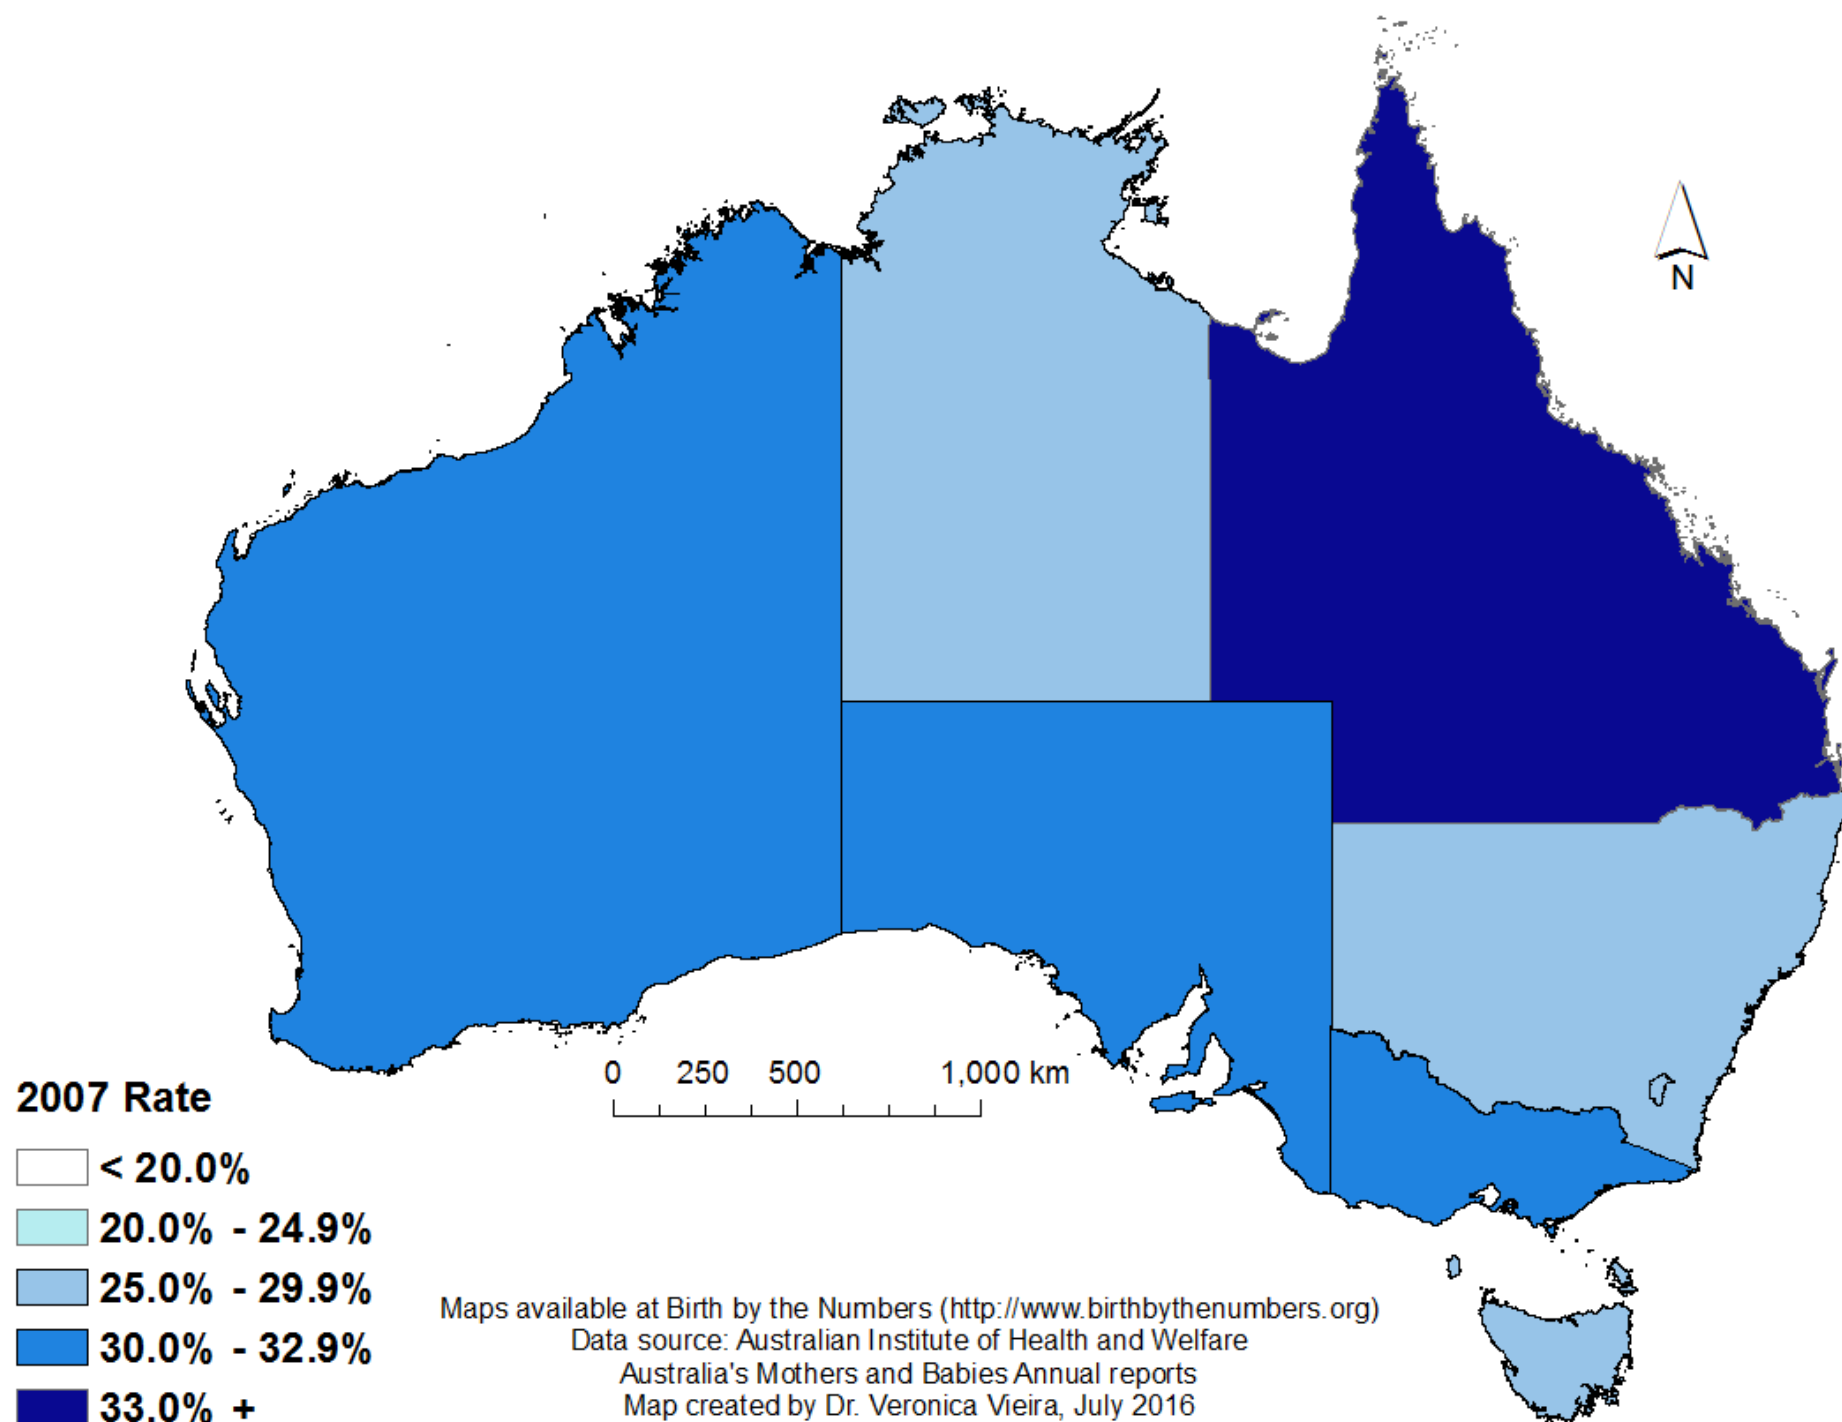 N
0 250 500 1,000 km
2007 Rate
< 20.0%
20.0% - 24.9%
25.0% - 29.9%
30.0% - 32.9%
33.0% +
Maps available at Birth by the Numbers (http://www.birthbythenumbers.org)
Data source: Australian Institute of Health and Welfare
Australia's Mothers and Babies Annual reports
Map created by Dr. Veronica Vieira, July 2016